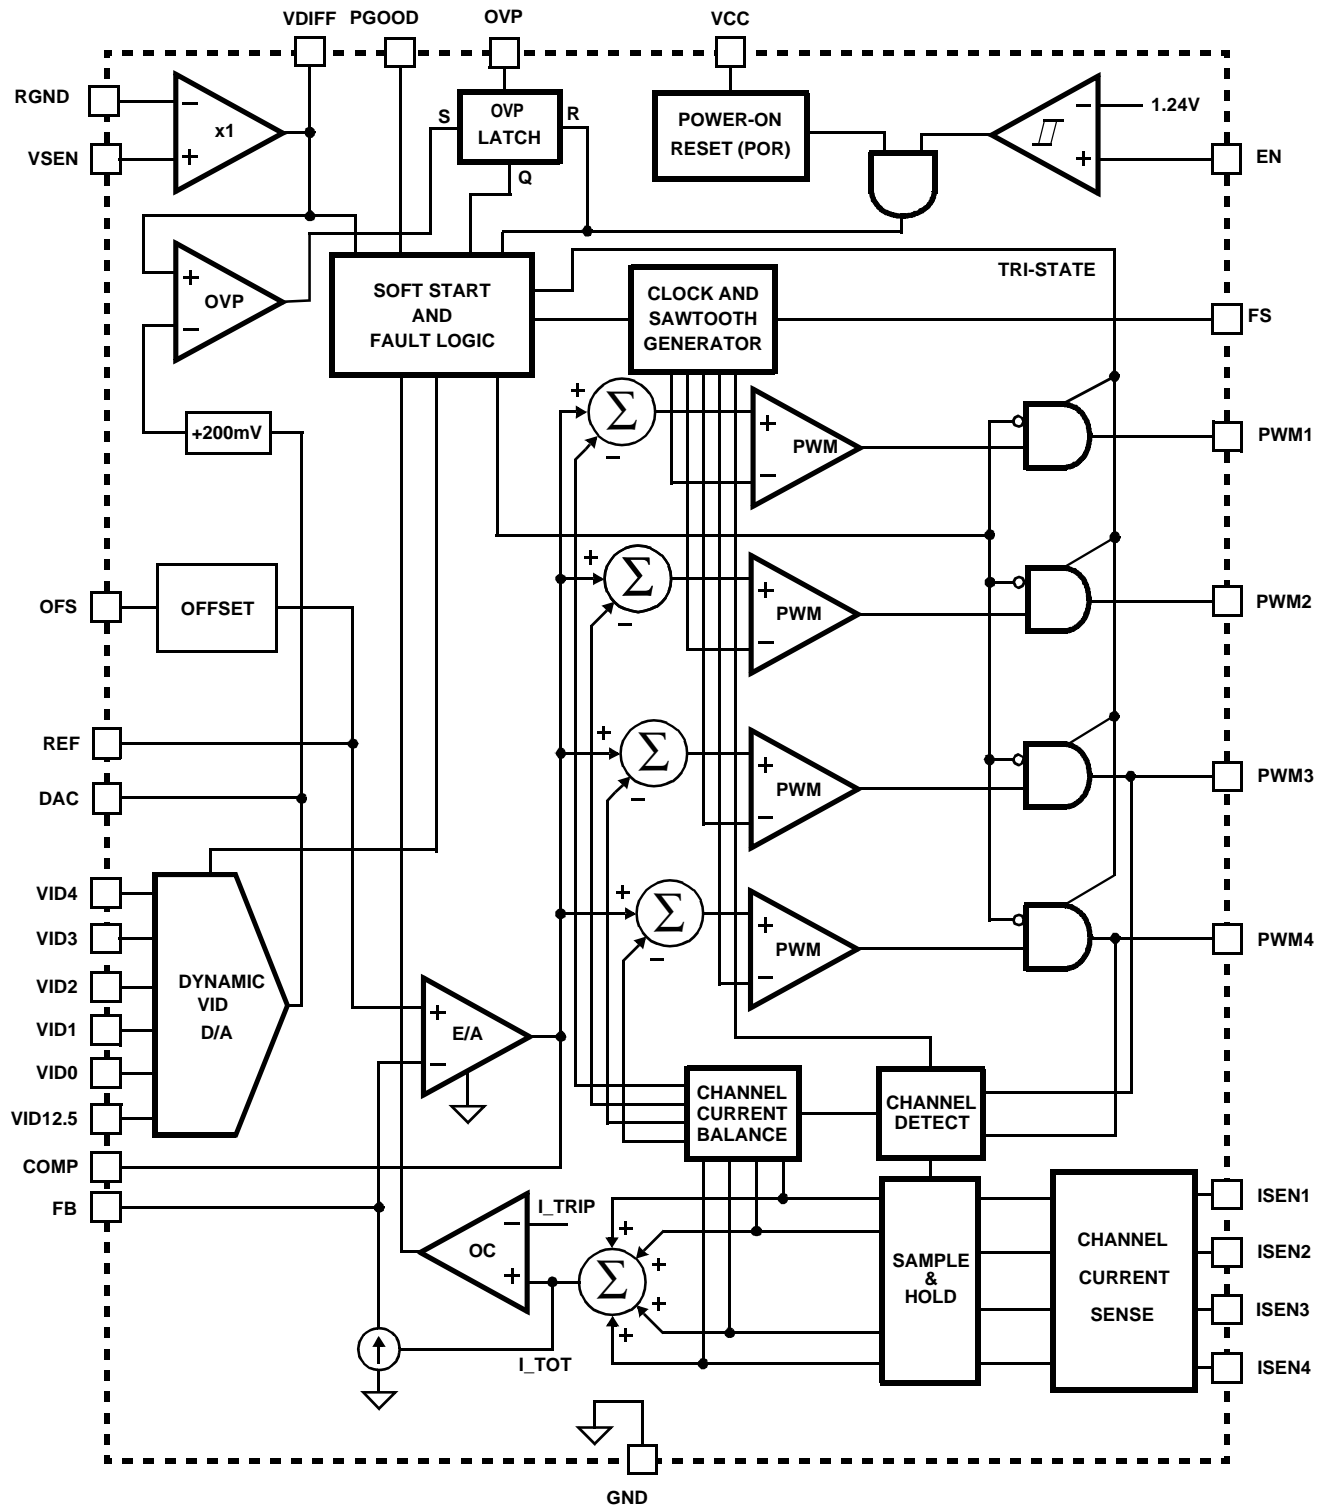 VDIFF PGOOD OVP VCC
RGND
x1
VSEN
S
OVP
LATCH
R
Q
POWER-ON
RESET (POR)
1.24V
EN
OVP
SOFT START
AND
FAULT LOGIC
CLOCK AND
SAWTOOTH
GENERATOR
TRI-STATE
FS
+200mV
Σ
PWM
PWM1
OFS
OFFSET
Σ
PWM
PWM2
REF
DAC
Σ
PWM
PWM3
VID4
VID3
VID2
VID1
VID0
VID12.5
DYNAMIC
VID
D/A
Σ
PWM
PWM4
E/A
COMP
FB
CHANNEL
CURRENT
BALANCE
CHANNEL
DETECT
OC
I_TRIP
Σ
I_TOT
SAMPLE
&
HOLD
CHANNEL
CURRENT
SENSE
ISEN1
ISEN2
ISEN3
ISEN4
GND